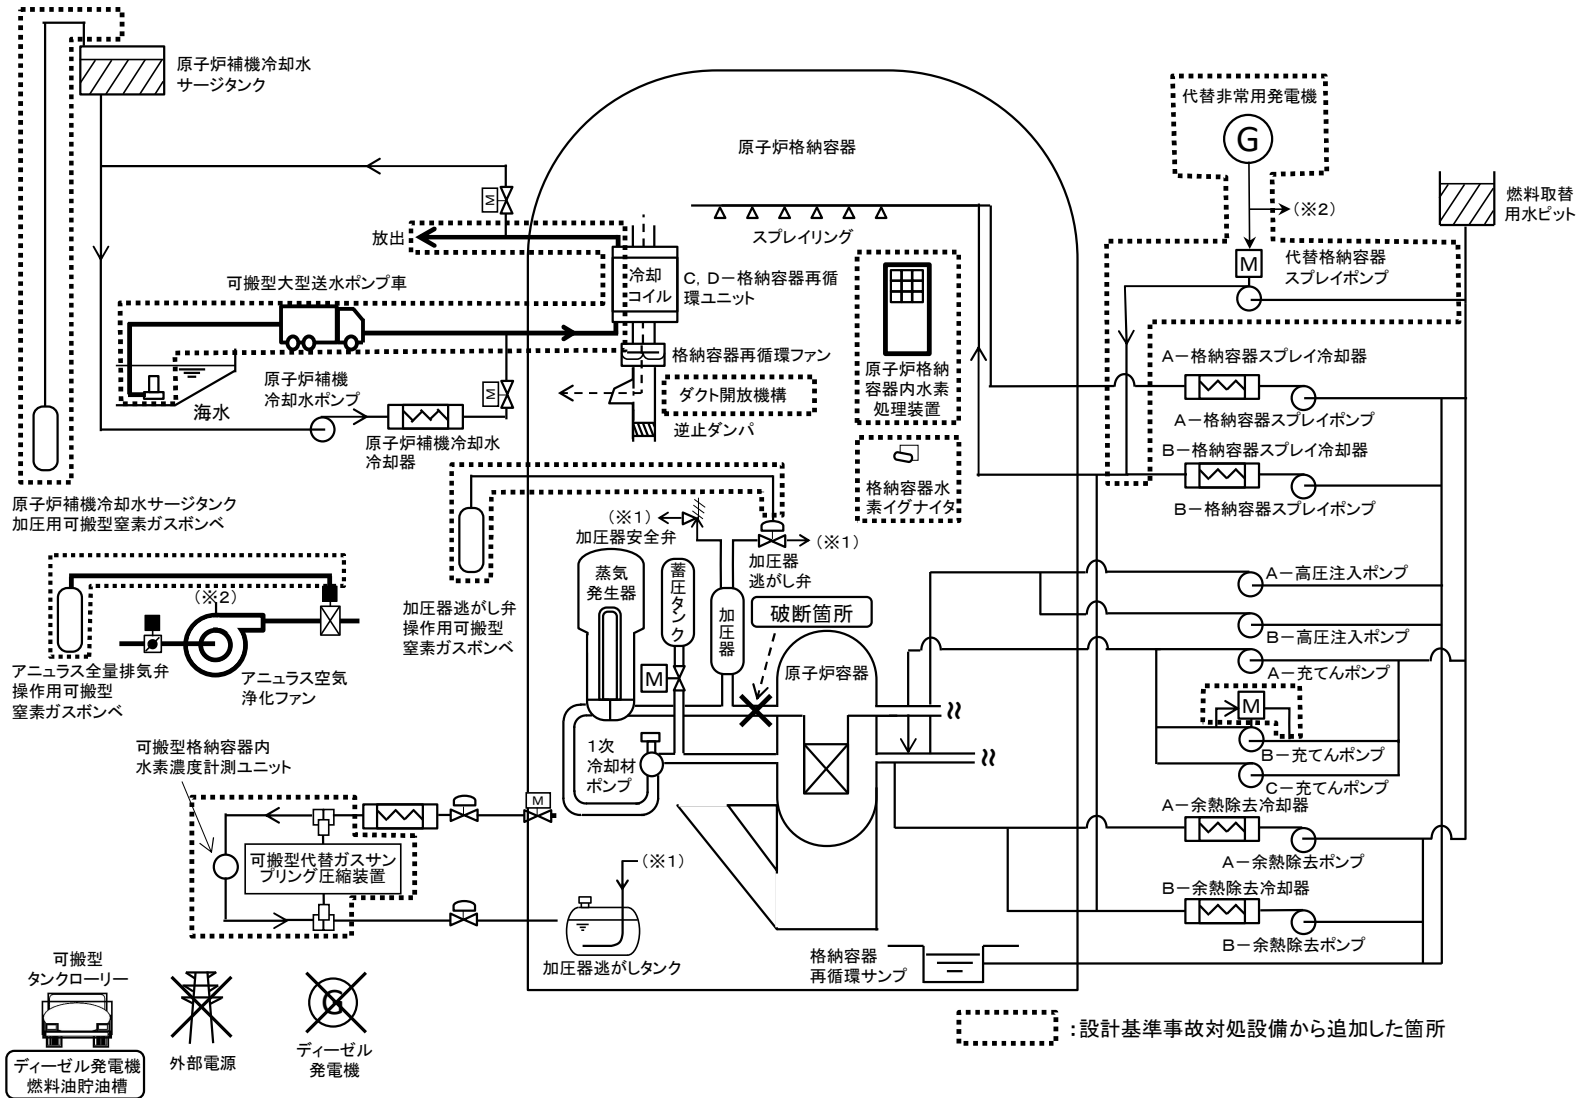 原子炉補機冷却水
サージタンク
原子炉格納容器
代替非常用発電機
G
(※2)
燃料取替
用水ピット
M
放出
スプレイリング
M
代替格納容器
スプレイポンプ
可搬型大型送水ポンプ車
冷却
コイル
C, D-格納容器再循
環ユニット
格納容器再循環ファン
原子炉格納
容器内水素
処理装置
A-格納容器スプレイ冷却器
原子炉補機
冷却水ポンプ
M
ダクト開放機構
海水
A-格納容器スプレイポンプ
逆止ダンパ
原子炉補機冷却水
冷却器
B-格納容器スプレイ冷却器
格納容器水
素イグナイタ
B-格納容器スプレイポンプ
原子炉補機冷却水サージタンク
加圧用可搬型窒素ガスボンベ
(※1)
加圧器安全弁
(※1)
加圧器
逃がし弁
蒸気
発生器
蓄圧タンク
加圧器
A-高圧注入ポンプ
(※2)
加圧器逃がし弁
操作用可搬型
窒素ガスボンベ
破断箇所
B-高圧注入ポンプ
アニュラス全量排気弁
操作用可搬型
窒素ガスボンベ
アニュラス空気
浄化ファン
M
原子炉容器
A-充てんポンプ
M
B-充てんポンプ
C-充てんポンプ
可搬型格納容器内
水素濃度計測ユニット
1次
冷却材
ポンプ
M
A-余熱除去冷却器
可搬型代替ガスサン
プリング圧縮装置
(※1)
A-余熱除去ポンプ
B-余熱除去冷却器
B-余熱除去ポンプ
加圧器逃がしタンク
格納容器
再循環サンプ
可搬型
タンクローリー
G
ディーゼル発電機
燃料油貯油槽
外部電源
ディーゼル
発電機
:設計基準事故対処設備から追加した箇所